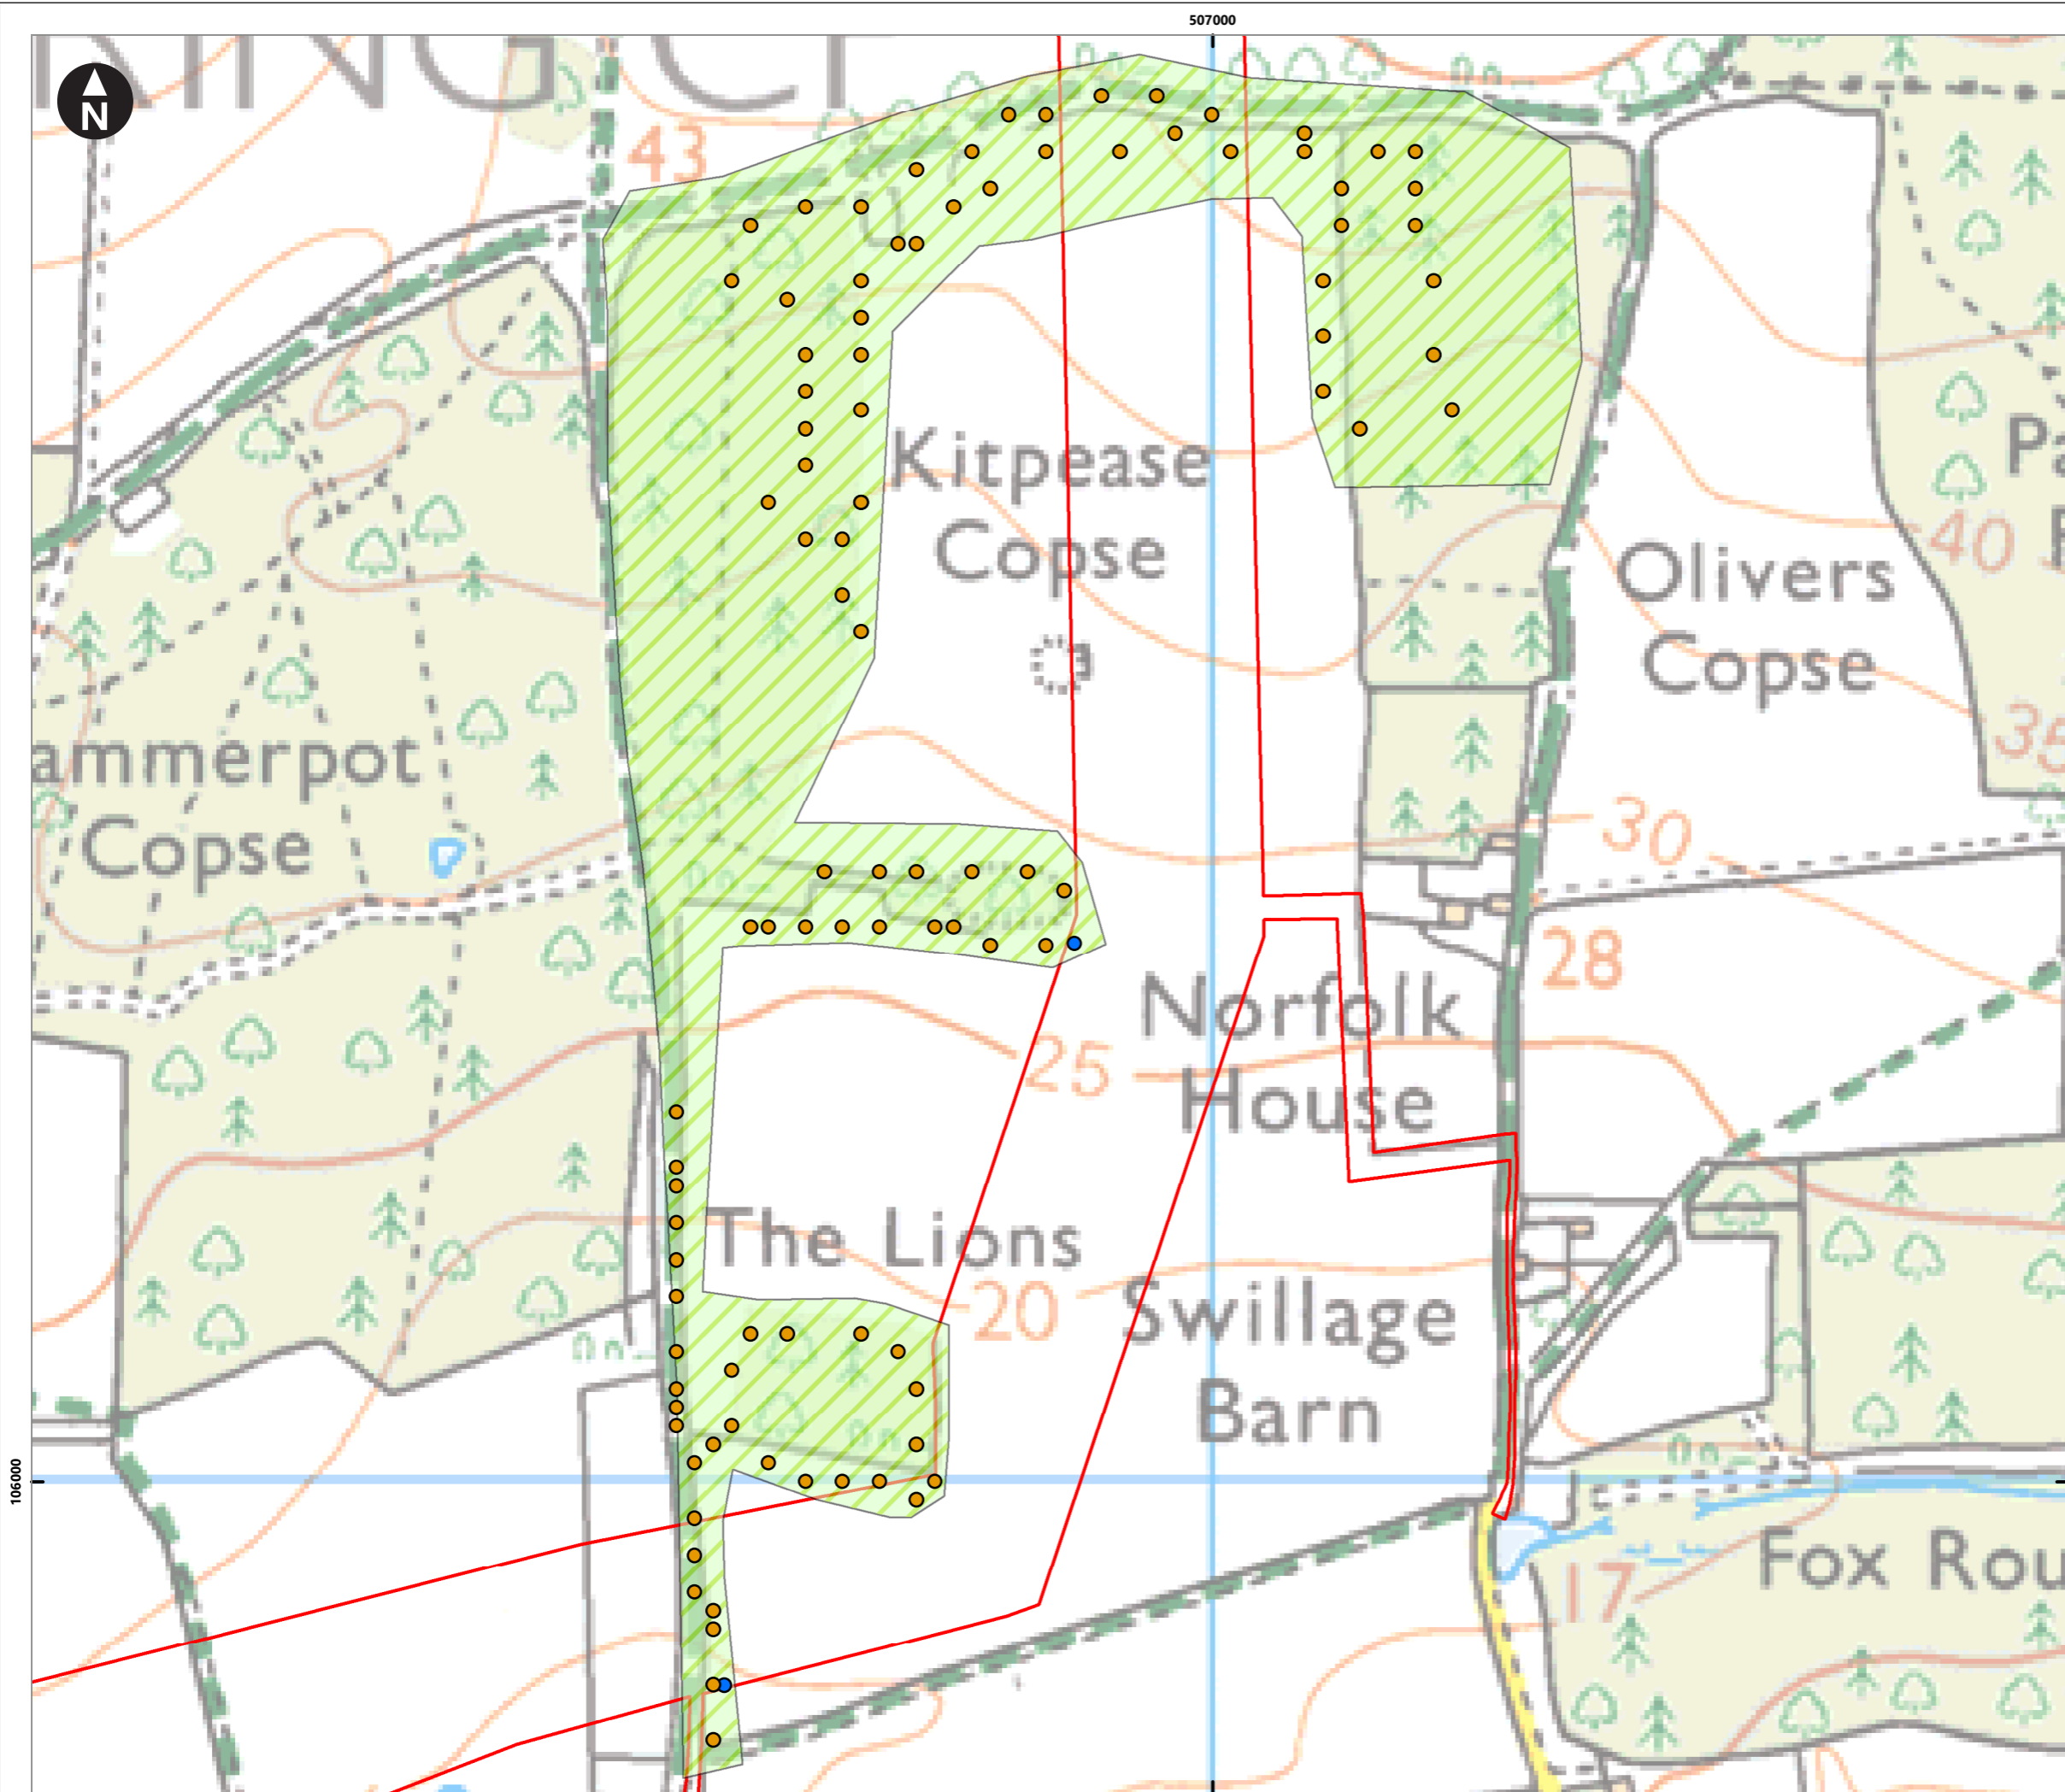 507000
N
43
Kitpease
Copse
Olivers
Copse
40
35
ammerpot
Copse
30
28
Norfolk
House
25
The Lions
20
Swillage
Barn
106000
Fox Rou
17